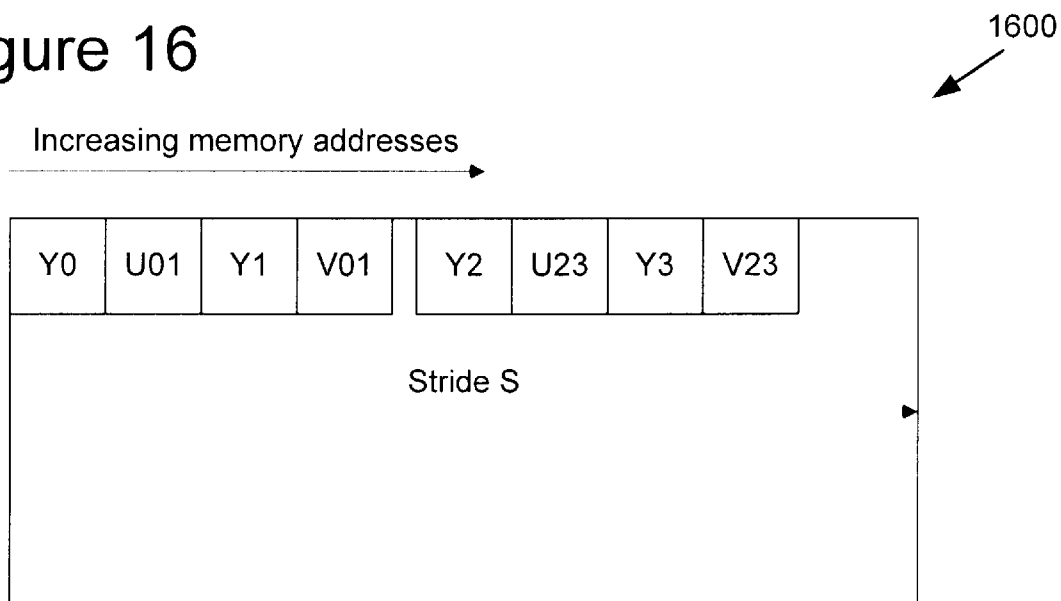 gure 16
1600
Increasing memory addresses
Y0 U01 Y1 V01 Y2 U23 Y3 V23
Stride S